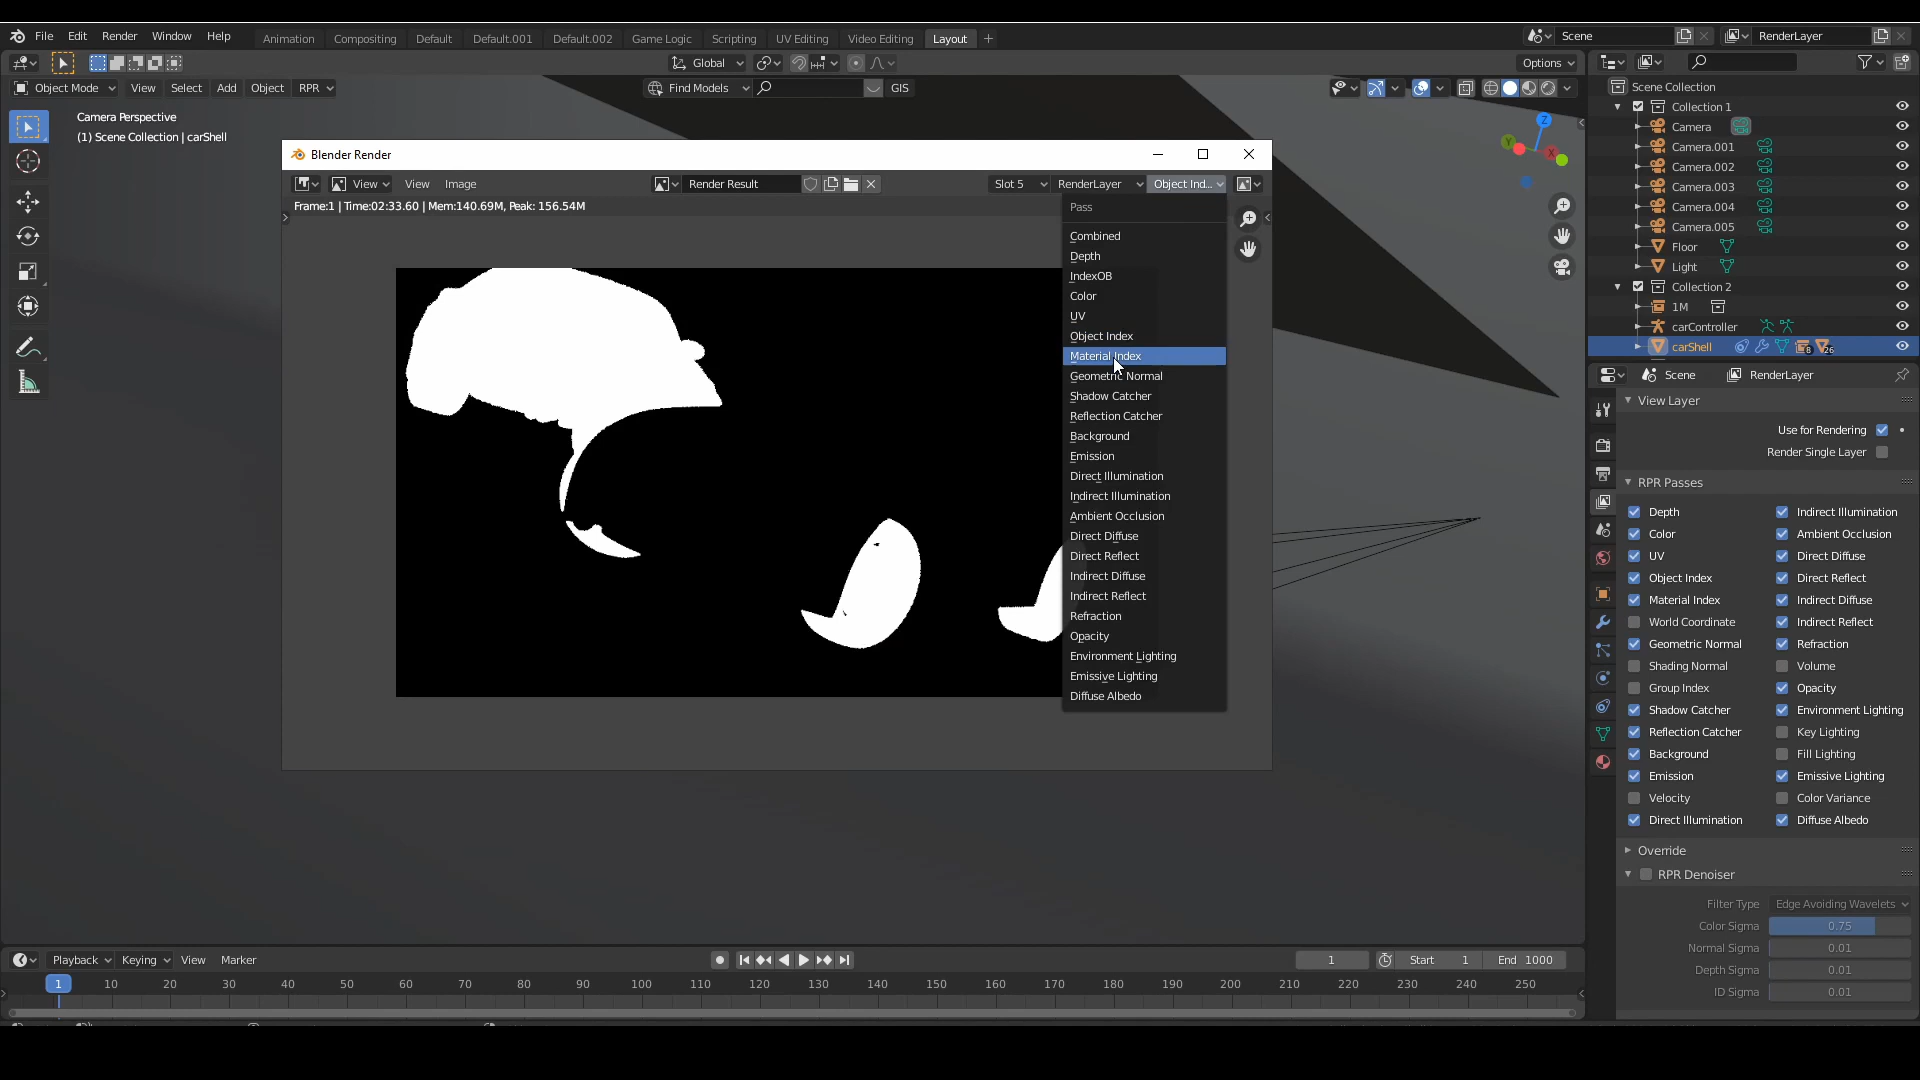 File Edit Render Window Help
Animation Compositing Default Default.001 Default.002 Game Logic Scripting UV Editing Video Editing Layout +
Scene RenderLayer
Global Options
Object Mode View Select Add Object RPR Find Models GIS
Camera Perspective
(1) Scene Collection | carShell
Z
Y
X
Blender Render
View View Image Render Result Slot 5 RenderLayer Object Ind...
Frame:1 | Time:02:33.60 | Mem:140.69M, Peak: 156.54M
Pass
Combined
Depth
IndexOB
Color
UV
Object Index
Material Index
Geometric Normal
Shadow Catcher
Reflection Catcher
Background
Emission
Direct Illumination
Indirect Illumination
Ambient Occlusion
Direct Diffuse
Direct Reflect
Indirect Diffuse
Indirect Reflect
Refraction
Opacity
Environment Lighting
Emissive Lighting
Diffuse Albedo
Scene Collection
Collection 1
Camera
Camera.001
Camera.002
Camera.003
Camera.004
Camera.005
Floor
Light
Collection 2
1M
carController
carShell 8 26
Scene RenderLayer
View Layer
Use for Rendering
Render Single Layer
RPR Passes
Depth Indirect Illumination
Color Ambient Occlusion
UV Direct Diffuse
Object Index Direct Reflect
Material Index Indirect Diffuse
World Coordinate Indirect Reflect
Geometric Normal Refraction
Shading Normal Volume
Group Index Opacity
Shadow Catcher Environment Lighting
Reflection Catcher Key Lighting
Background Fill Lighting
Emission Emissive Lighting
Velocity Color Variance
Direct Illumination Diffuse Albedo
Override
RPR Denoiser
Filter Type Edge Avoiding Wavelets
Color Sigma 0.75
Normal Sigma 0.01
Depth Sigma 0.01
ID Sigma 0.01
Playback Keying View Marker 1 Start 1 End 1000
1 10 20 30 40 50 60 70 80 90 100 110 120 130 140 150 160 170 180 190 200 210 220 230 240 250